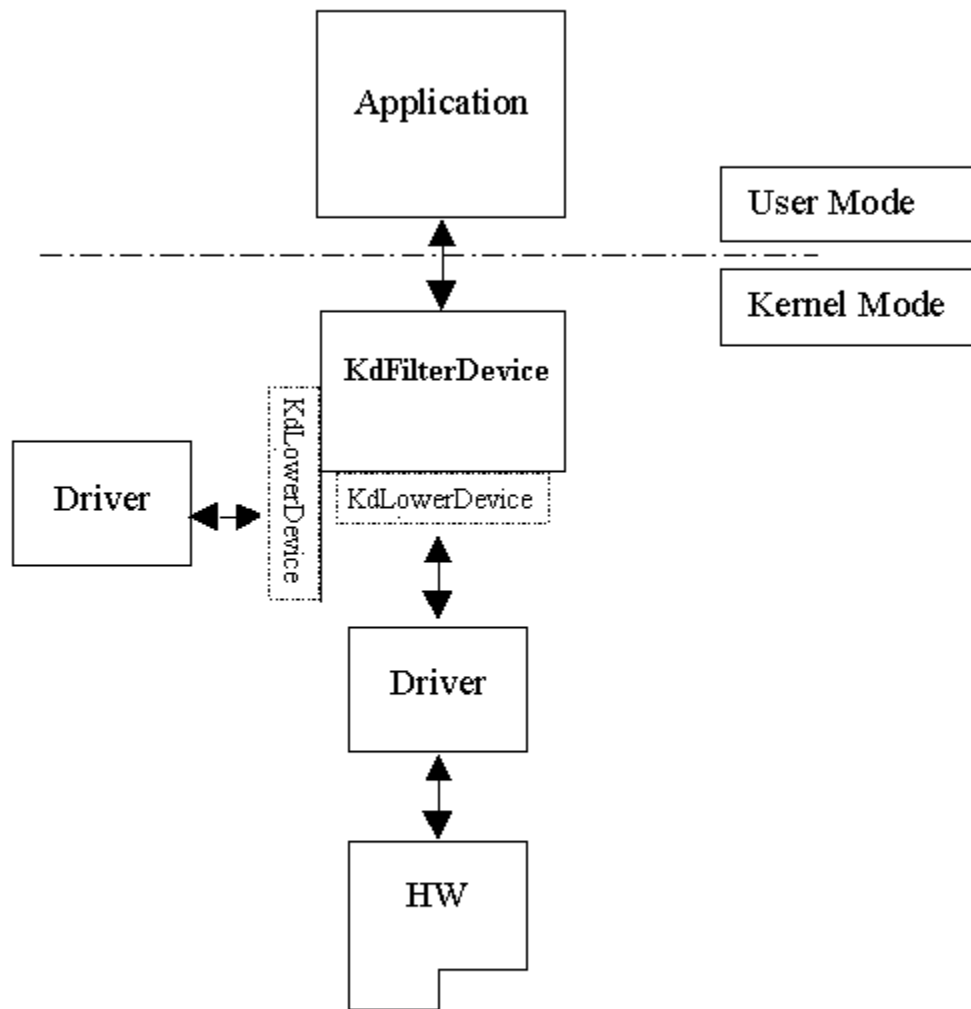 Application
User Mode
Kernel Mode
KdFilterDevice
KdLowerDevice
KdLowerDevice
Driver
Driver
HW